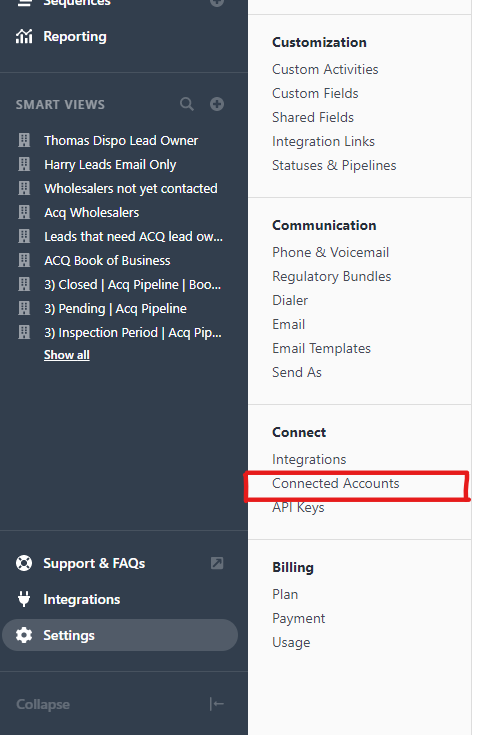 Sequences
Reporting
SMART VIEWS
Thomas Dispo Lead Owner
Harry Leads Email Only
Wholesalers not yet contacted
Acq Wholesalers
Leads that need ACQ lead ow...
ACQ Book of Business
3) Closed | Acq Pipeline | Boo...
3) Pending | Acq Pipeline
3) Inspection Period | Acq Pip...
Show all
Support & FAQs
Integrations
Settings
Collapse
Customization
Custom Activities
Custom Fields
Shared Fields
Integration Links
Statuses & Pipelines
Communication
Phone & Voicemail
Regulatory Bundles
Dialer
Email
Email Templates
Send As
Connect
Integrations
Connected Accounts
API Keys
Billing
Plan
Payment
Usage